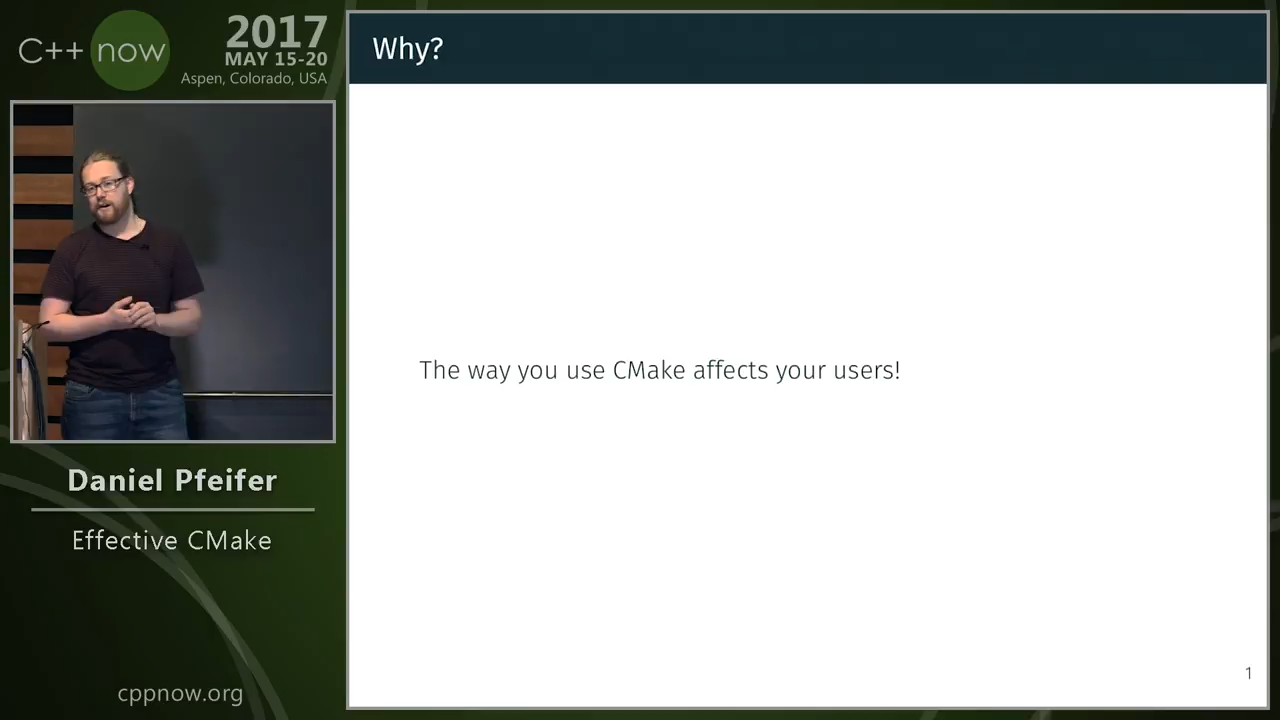 C++ now
2017
MAY 15-20
Aspen, Colorado, USA
Daniel Pfeifer
Effective CMake
cppnow.org
Why?
The way you use CMake affects your users!
1